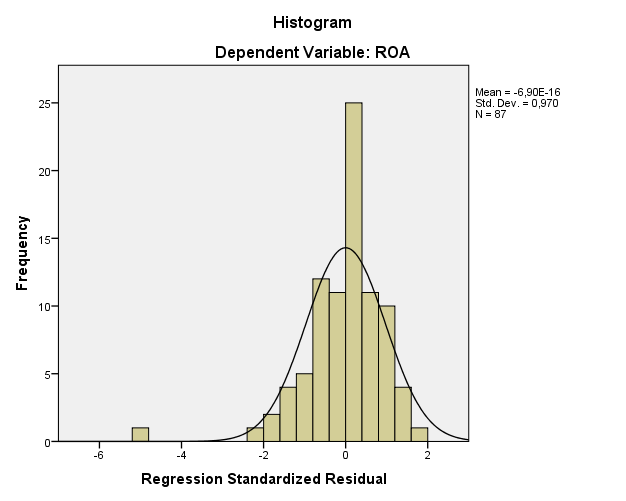 Histogram
Dependent Variable: ROA
Mean = -6,90E-16
Std. Dev. = 0,970
N = 87
Frequency
25
20
15
10
5
0
-6 -4 -2 0 2
Regression Standardized Residual